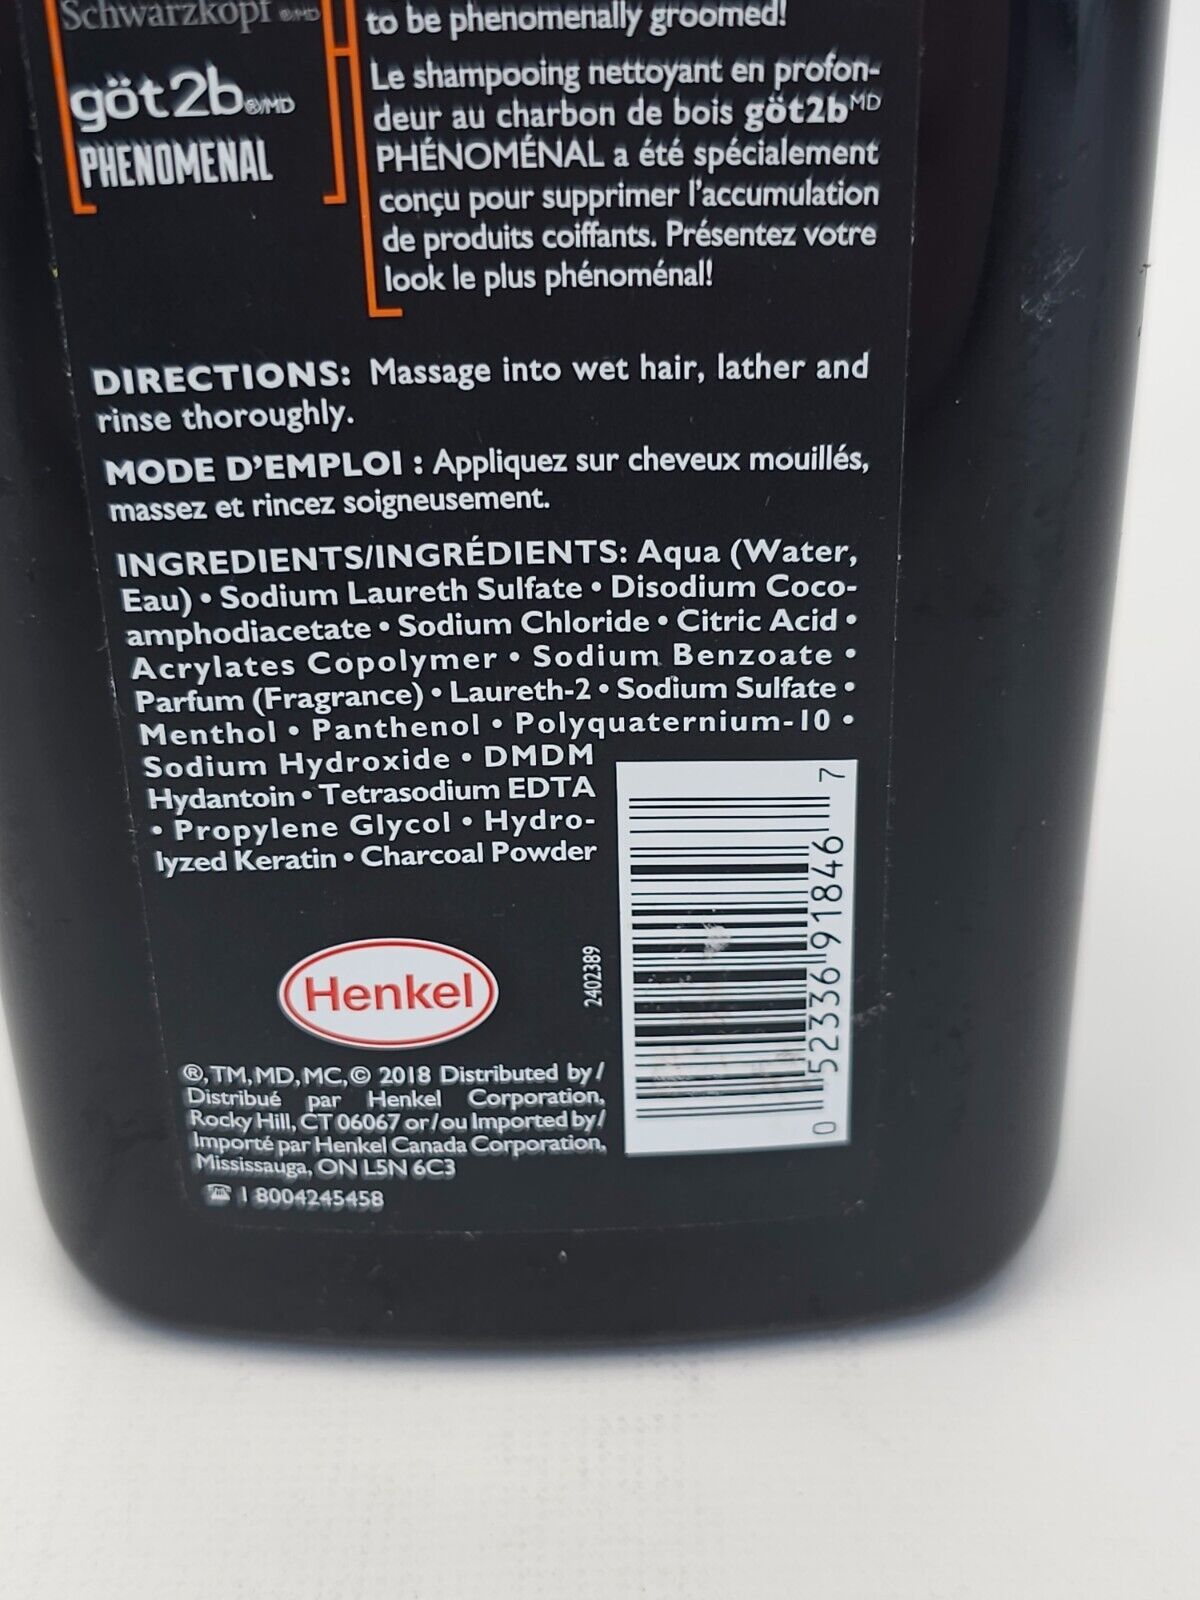 Schwarzkopf ®/MD
göt2b®/MD
PHENOMENAL
to be phenomenally groomed!
Le shampooing nettoyant en profon-
deur au charbon de bois göt2bMD
PHÉNOMÉNAL a été spécialement
conçu pour supprimer l'accumulation
de produits coiffants. Présentez votre
look le plus phénoménal!
DIRECTIONS: Massage into wet hair, lather and
rinse thoroughly.
MODE D'EMPLOI : Appliquez sur cheveux mouillés,
massez et rincez soigneusement.
INGREDIENTS/INGRÉDIENTS: Aqua (Water,
Eau) • Sodium Laureth Sulfate • Disodium Coco-
amphodiacetate • Sodium Chloride • Citric Acid •
Acrylates Copolymer • Sodium Benzoate •
Parfum (Fragrance) • Laureth-2 • Sodium Sulfate •
Menthol • Panthenol • Polyquaternium-10 •
Sodium Hydroxide • DMDM
Hydantoin • Tetrasodium EDTA
• Propylene Glycol • Hydro-
lyzed Keratin • Charcoal Powder
Henkel
2402389
0 52336 91846 7
®,TM,MD,MC,© 2018 Distributed by/
Distribué par Henkel Corporation,
Rocky Hill, CT 06067 or/ou Imported by/
Importé par Henkel Canada Corporation,
Mississauga, ON L5N 6C3
☎ 1 8004245458